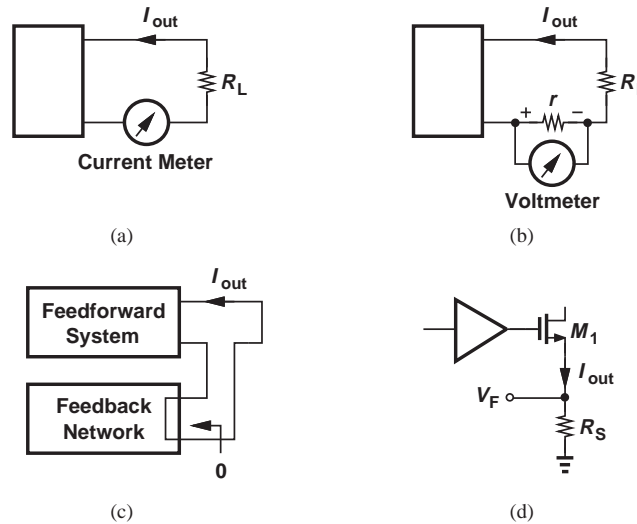 I out
R L
Current Meter
(a)
I out
R
+ r −
Voltmeter
(b)
I out
Feedforward
System
Feedback
Network
0
(c)
M 1
I out
V F
R S
(d)